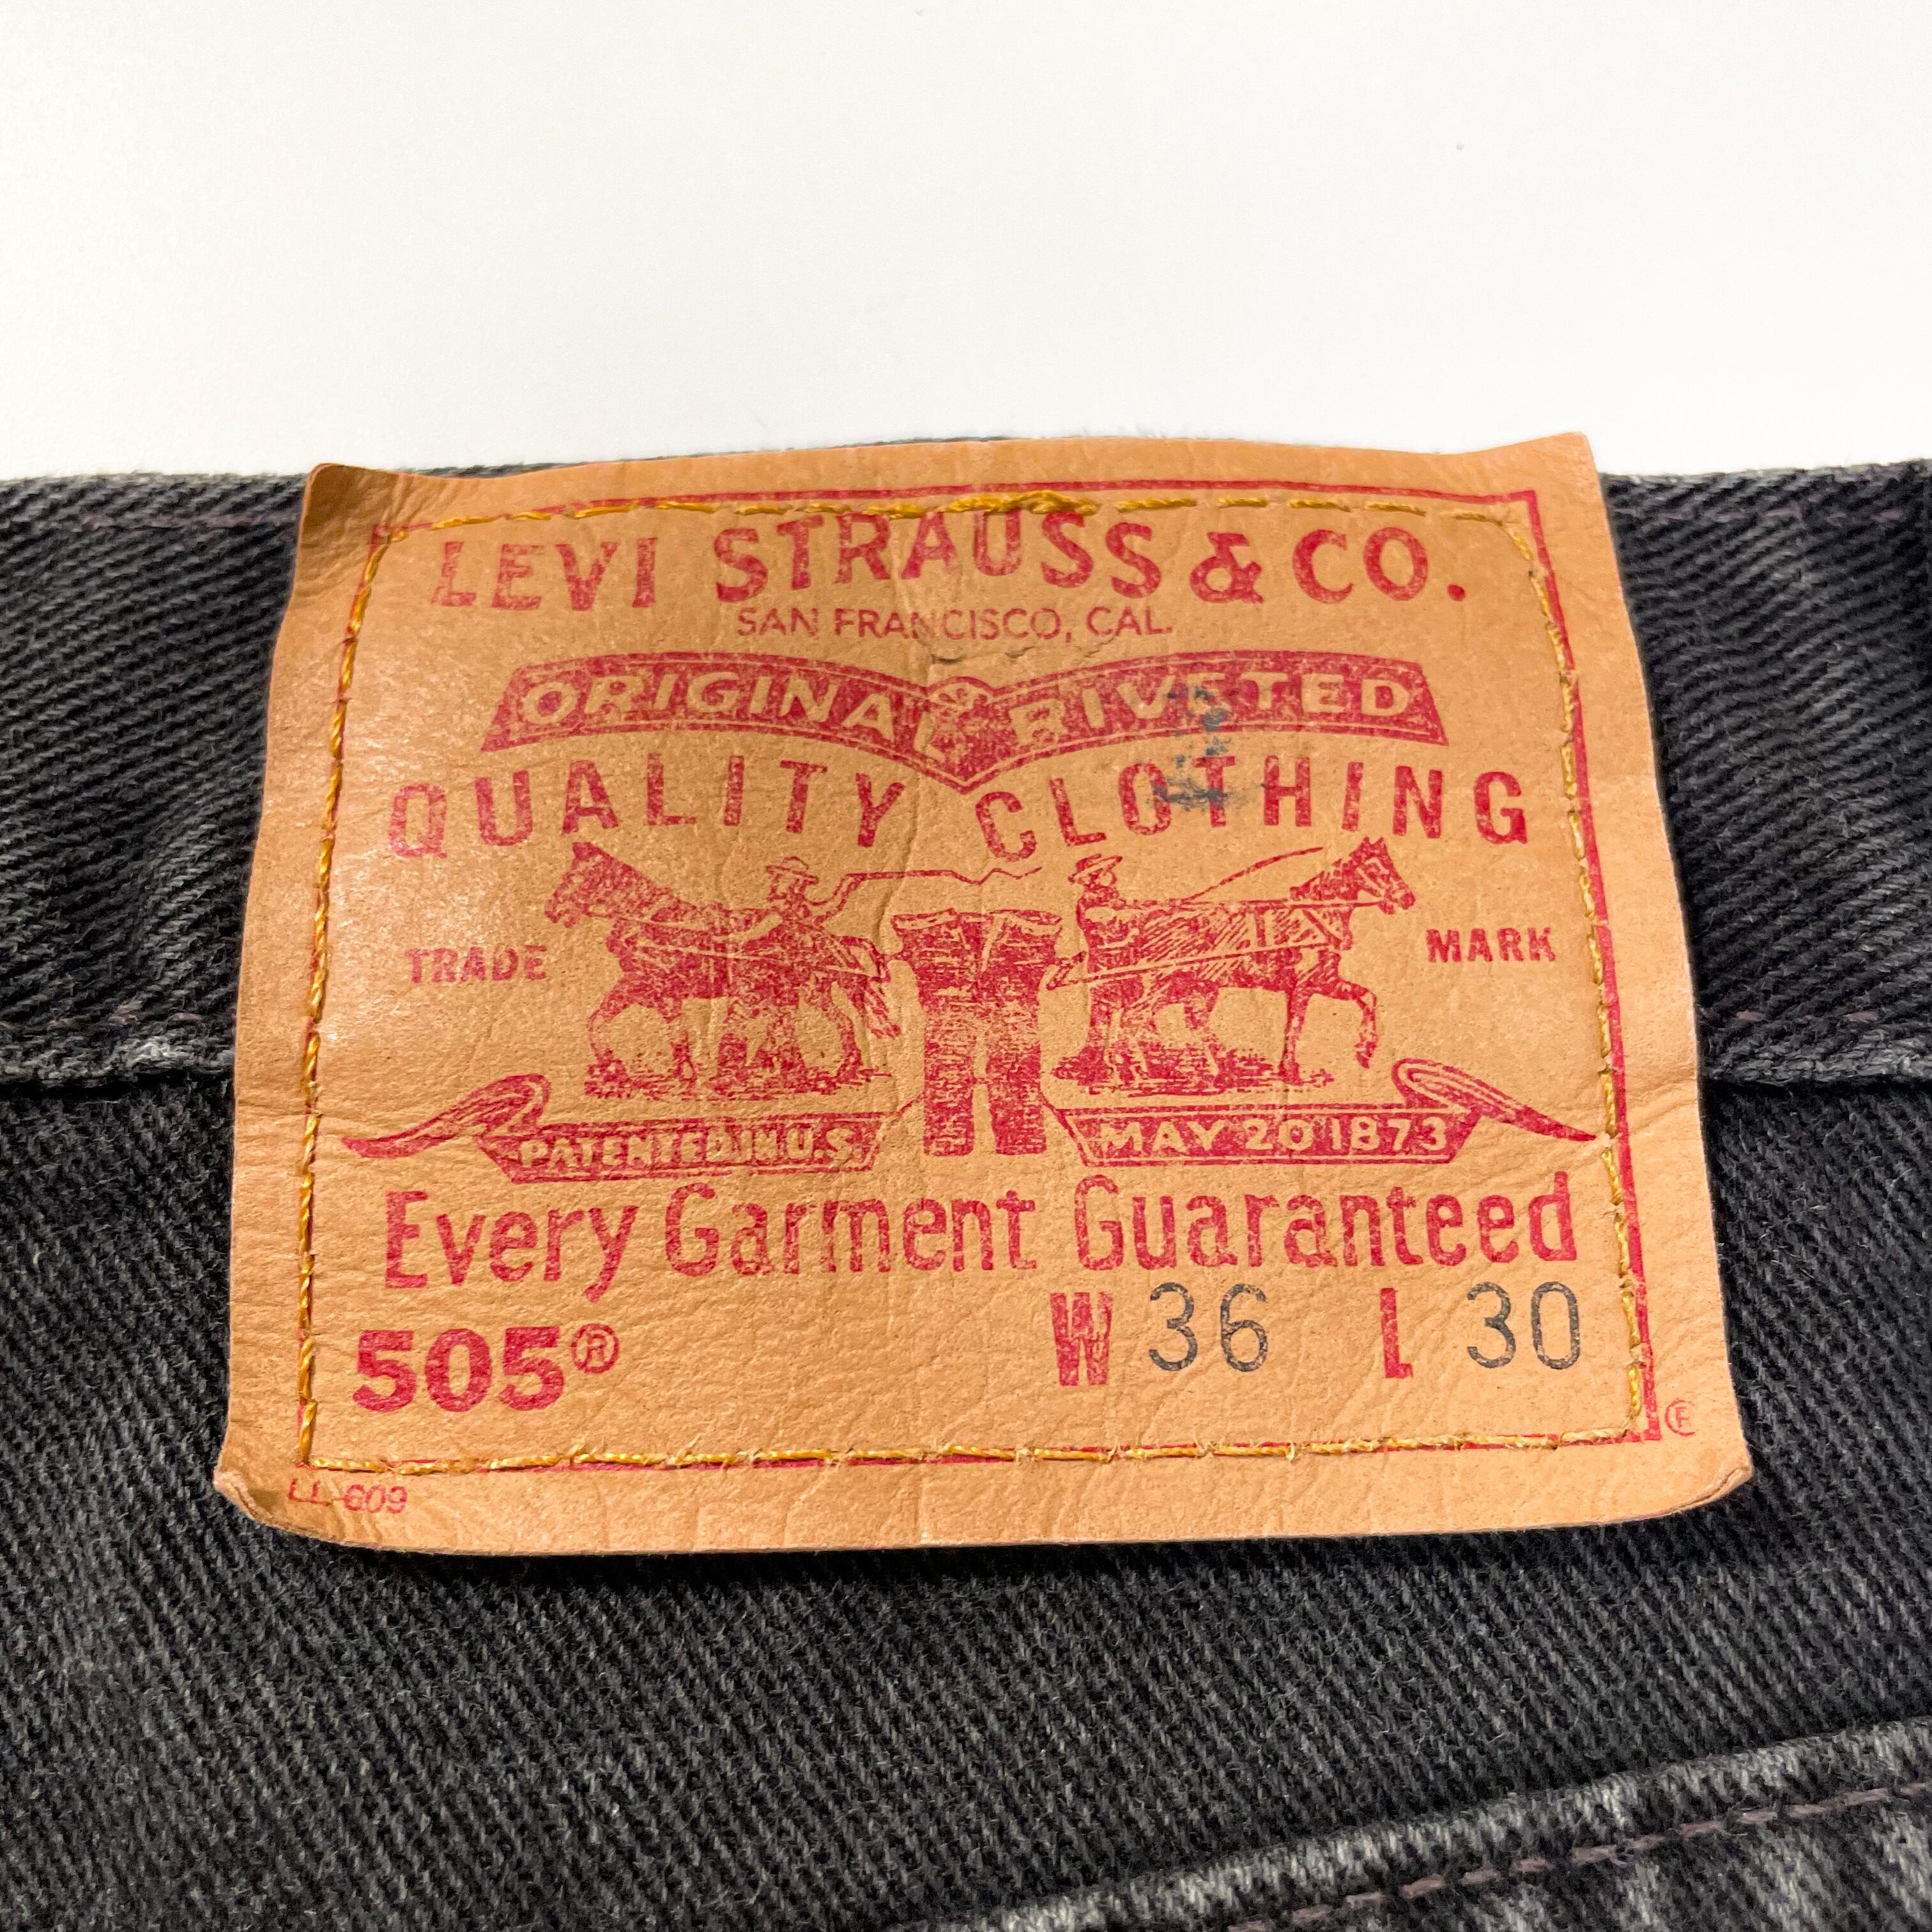 LEVI STRAUSS & CO.
SAN FRANCISCO, CAL.
ORIGINAL RIVETED
QUALITY CLOTHING
TRADE MARK
PATENTED IN U.S. MAY 20 1873
Every Garment Guaranteed
505® W 36 L 30
®
LL-609